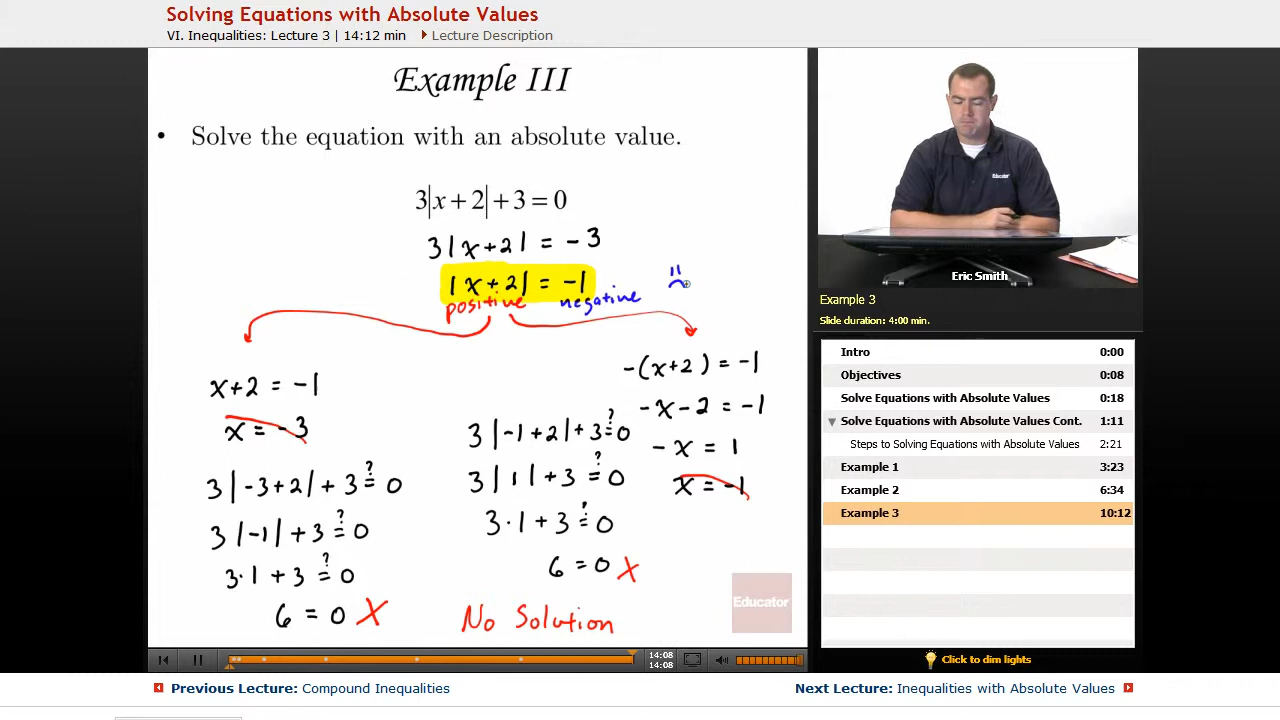 Solving Equations with Absolute Values
VI. Inequalities: Lecture 3 | 14:12 min
Lecture Description
Example III
• Solve the equation with an absolute value.
3|x + 2| + 3 = 0
3|x+2| = -3
|x+2| = -1
positive negative
x+2 = -1
x = -3
3|-3+2| + 3 ≟ 0
3|-1| + 3 ≟ 0
3·1 + 3 ≟ 0
6 = 0 X
3|-1+2|+3 ≟ 0
3|1| + 3 ≟ 0
3·1 + 3 ≟ 0
6 = 0 X
No Solution
-(x+2) = -1
-x-2 = -1
-x = 1
x = -1
Educator
14:08
14:08
Educator
Eric Smith
Example 3
Slide duration: 4:00 min.
Intro 0:00
Objectives 0:08
Solve Equations with Absolute Values 0:18
Solve Equations with Absolute Values Cont. 1:11
Steps to Solving Equations with Absolute Values 2:21
Example 1 3:23
Example 2 6:34
Example 3 10:12
Click to dim lights
Previous Lecture: Compound Inequalities
Next Lecture: Inequalities with Absolute Values